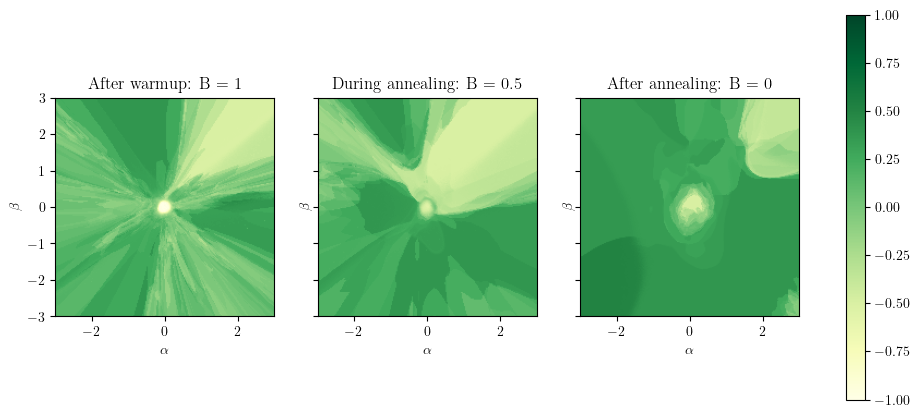 After warmup: B = 1
During annealing: B = 0.5
After annealing: B = 0
3
2
1
0
−1
−2
−3
β
β
β
−2
0
2
−2
0
2
−2
0
2
α
α
α
1.00
0.75
0.50
0.25
0.00
−0.25
−0.50
−0.75
−1.00